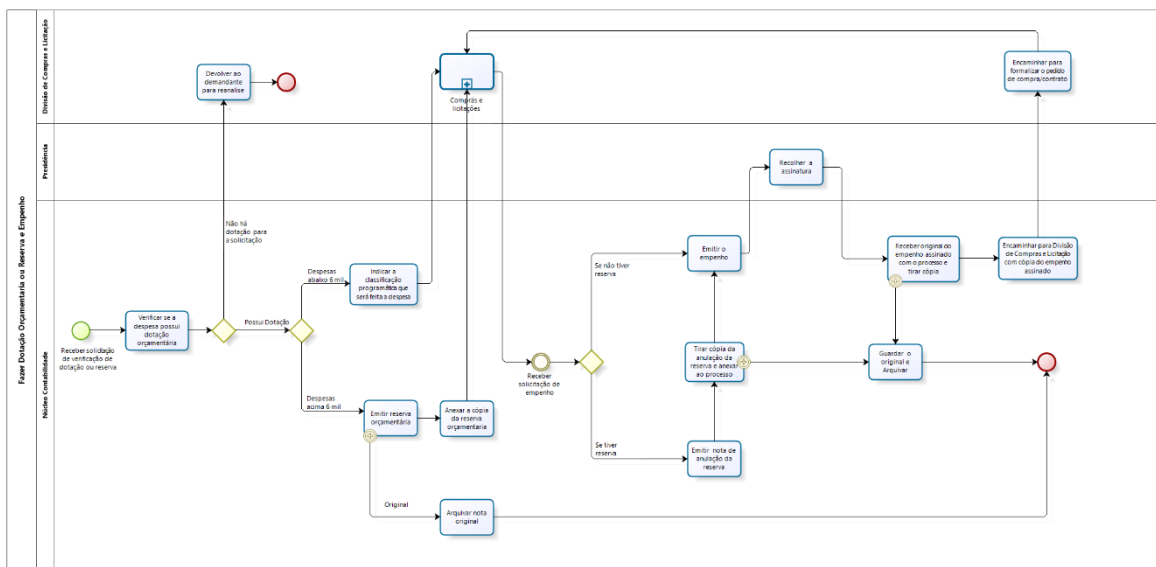 Fazer Dotação Orçamentaria ou Reserva e Empenho
Divisão de Compras e Licitação
Devolver ao
demandante
para reanalise
Compras e
licitações
Encaminhar para
formalizar o pedido
de compra/contrato
Presidência
Recolher a
assinatura
Núcleo Contabilidade
Receber solicitação
de verificação de
dotação ou reserva
Verificar se a
despesa possui
dotação
orçamentária
Não há
dotação para
a solicitação
Possui Dotação
Despesas
abaixo 6 mil
Indicar a
classificação
programática que
será feita a despesa
Despesas
acima 6 mil
Emitir reserva
orçamentária
Anexar a cópia
da reserva
orçamentaria
Original
Arquivar nota
original
Receber
solicitação de
empenho
Se não tiver
reserva
Se tiver
reserva
Emitir o
empenho
Tirar cópia da
anulação da
reserva e anexar
ao processo
Emitir nota de
anulação da
reserva
Receber original do
empenho assinado
com o processo e
tirar cópia
Encaminhar para Divisão
de Compras e Licitação
com cópia do empenho
assinado
Guardar o
original e
Arquivar